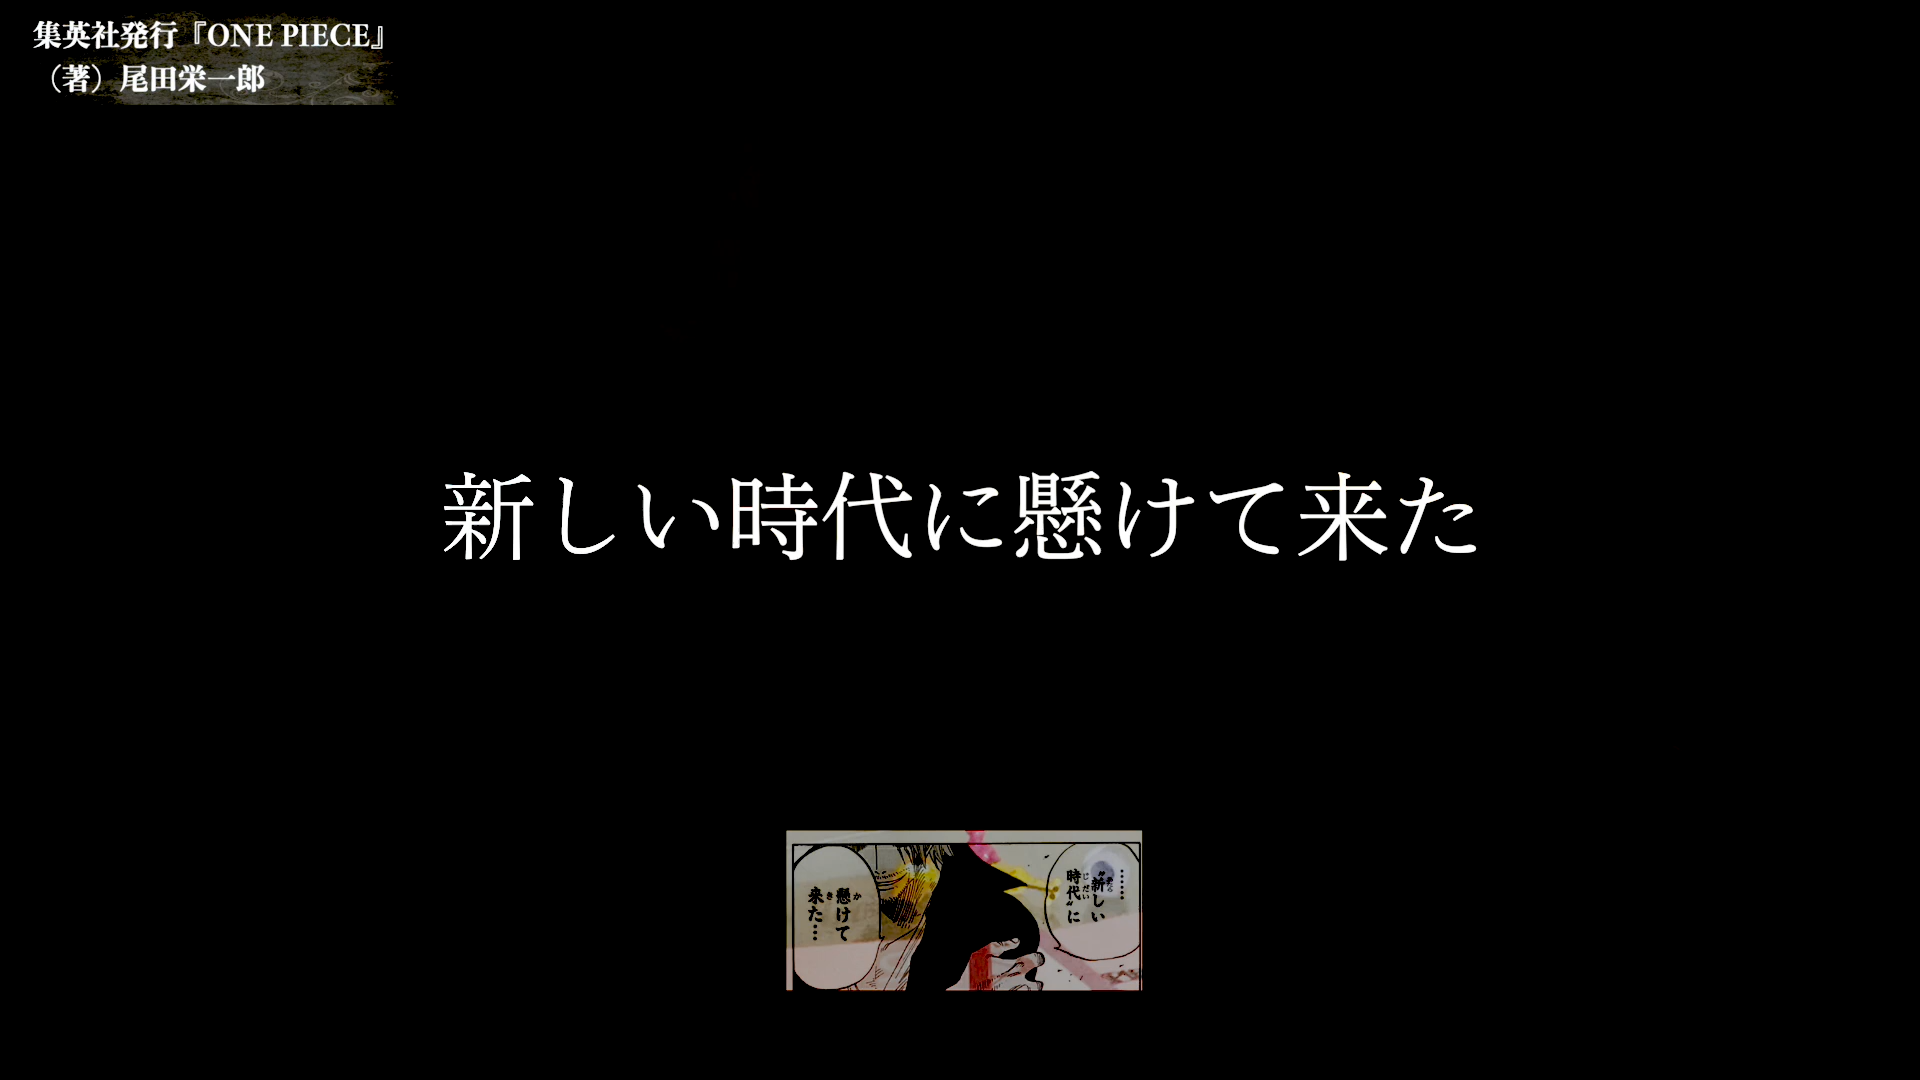 集英社発行『ONE PIECE』
（著）尾田栄一郎
新しい時代に懸けて来た
……
"新しい
時代"に
懸けて
来た…